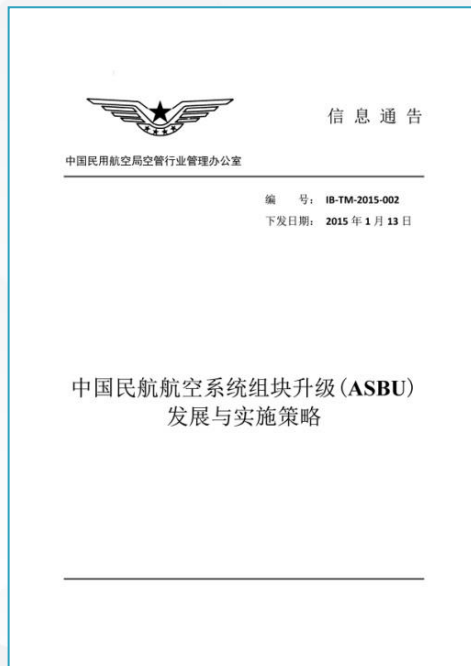 信息通告
中国民用航空局空管行业管理办公室
编 号： IB-TM-2015-002
下发日期： 2015 年 1 月 13 日
中国民航航空系统组块升级(ASBU)
发展与实施策略